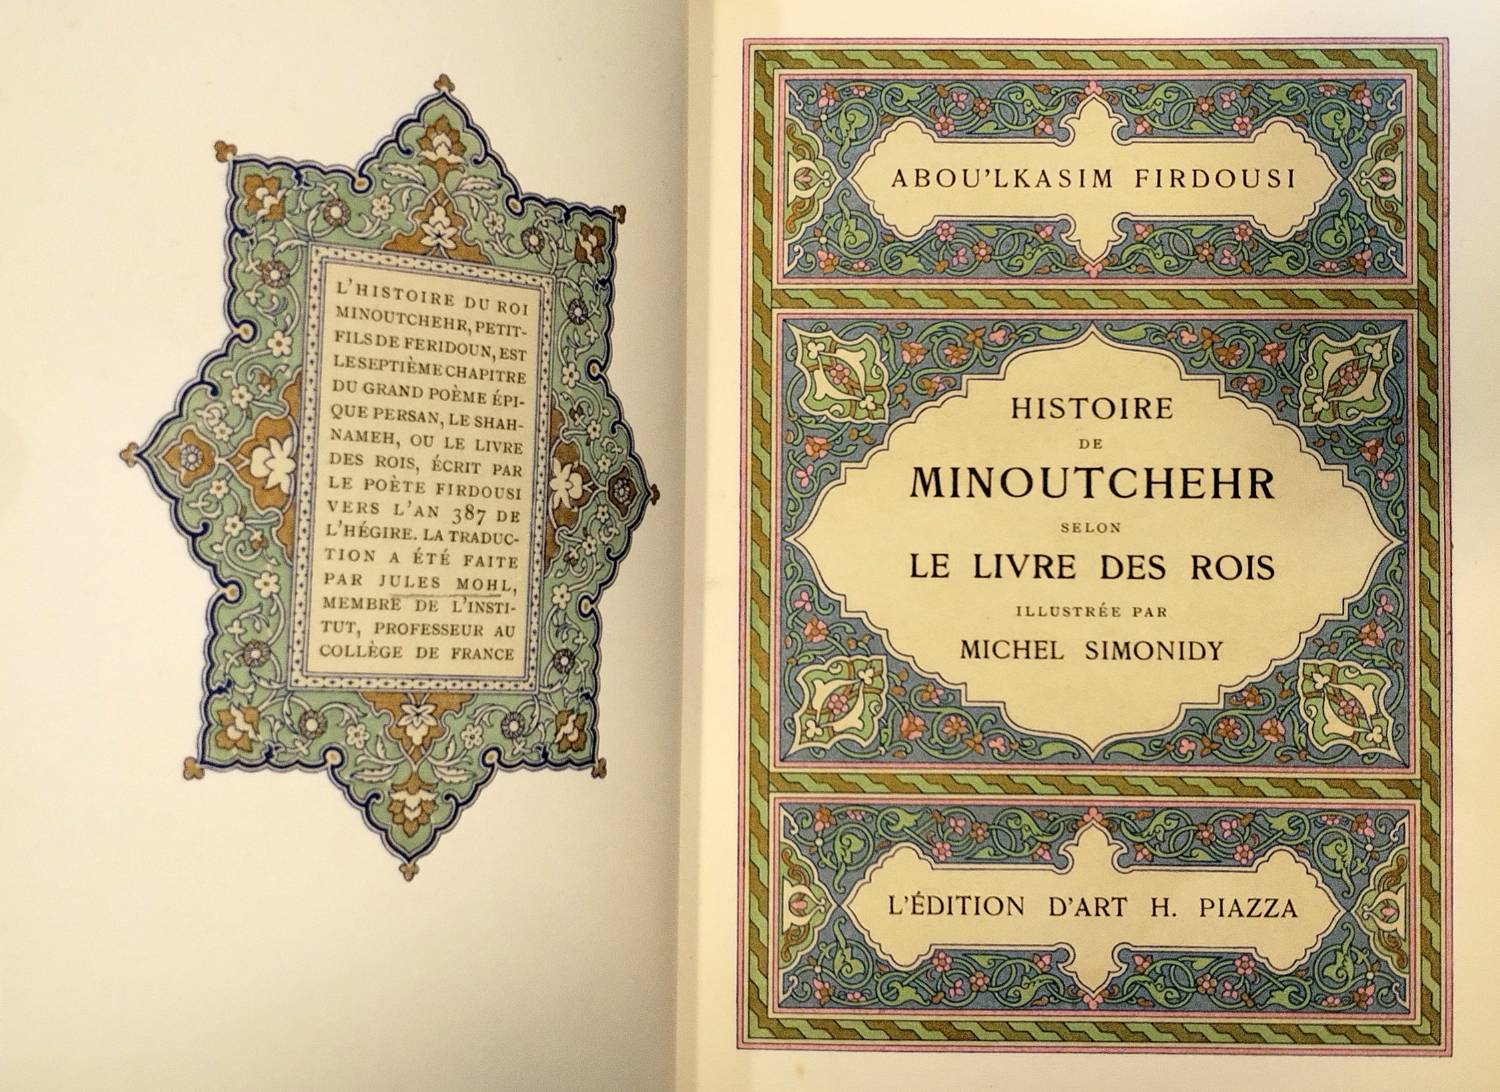 L'HISTOIRE DU ROI
MINOUTCHEHR, PETIT-
FILS DE FERIDOUN, EST
LE SEPTIÈME CHAPITRE
DU GRAND POÈME ÉPI-
QUE PERSAN, LE SHAH-
NAMEH, OU LE LIVRE
DES ROIS, ÉCRIT PAR
LE POÈTE FIRDOUSI
VERS L'AN 387 DE
L'HÉGIRE. LA TRADUC-
TION A ÉTÉ FAITE
PAR JULES MOHL,
MEMBRE DE L'INSTI-
TUT, PROFESSEUR AU
COLLÈGE DE FRANCE
ABOU'LKASIM FIRDOUSI
HISTOIRE
DE
MINOUTCHEHR
SELON
LE LIVRE DES ROIS
ILLUSTRÉE PAR
MICHEL SIMONIDY
L'ÉDITION D'ART H. PIAZZA